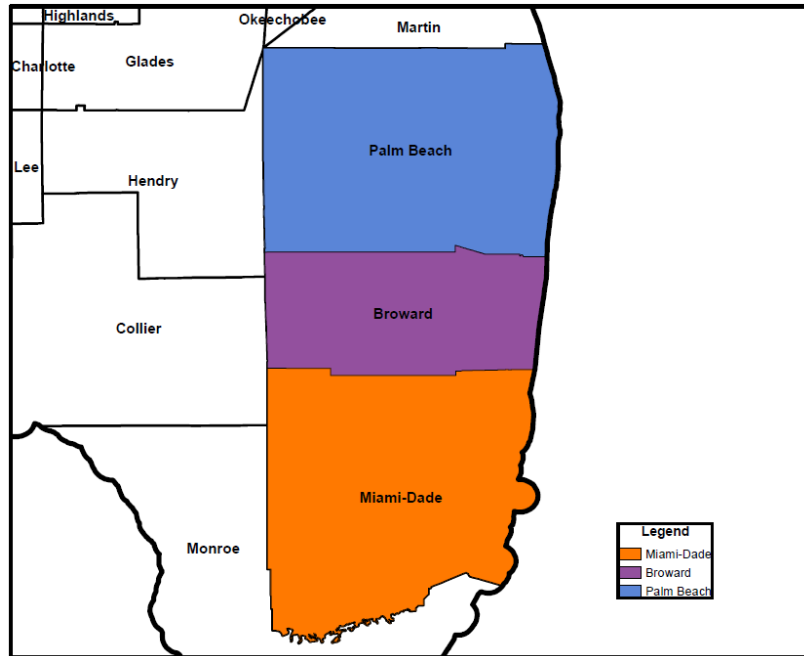 Highlands
Okeechobee
Martin
Charlotte
Glades
Palm Beach
Lee
Hendry
Broward
Collier
Miami-Dade
Monroe
Legend
Miami-Dade
Broward
Palm Beach